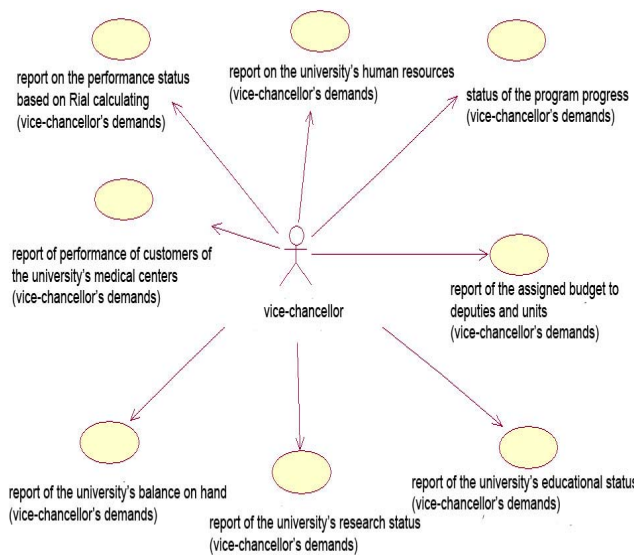 report on the performance status
based on Rial calculating
(vice-chancellor's demands)
report on the university's human resources
(vice-chancellor's demands)
status of the program progress
(vice-chancellor's demands)
report of performance of customers of
the university's medical centers
(vice-chancellor's demands)
vice-chancellor
report of the assigned budget to
deputies and units
(vice-chancellor's demands)
report of the university's balance on hand
(vice-chancellor's demands)
report of the university's research status
(vice-chancellor's demands)
report of the university's educational status
(vice-chancellor's demands)